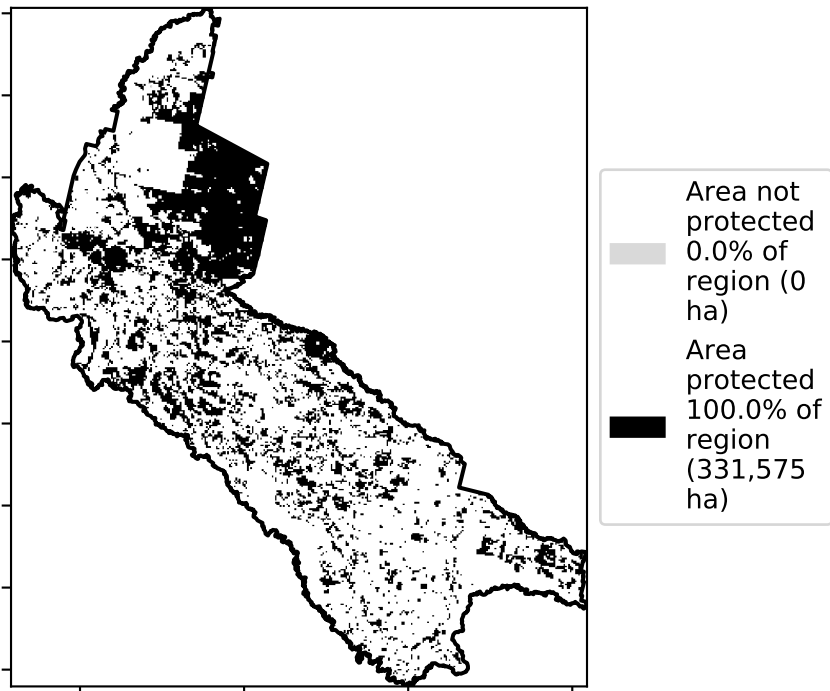 Area not
protected
0.0% of
region (0
ha)
Area
protected
100.0% of
region
(331,575
ha)